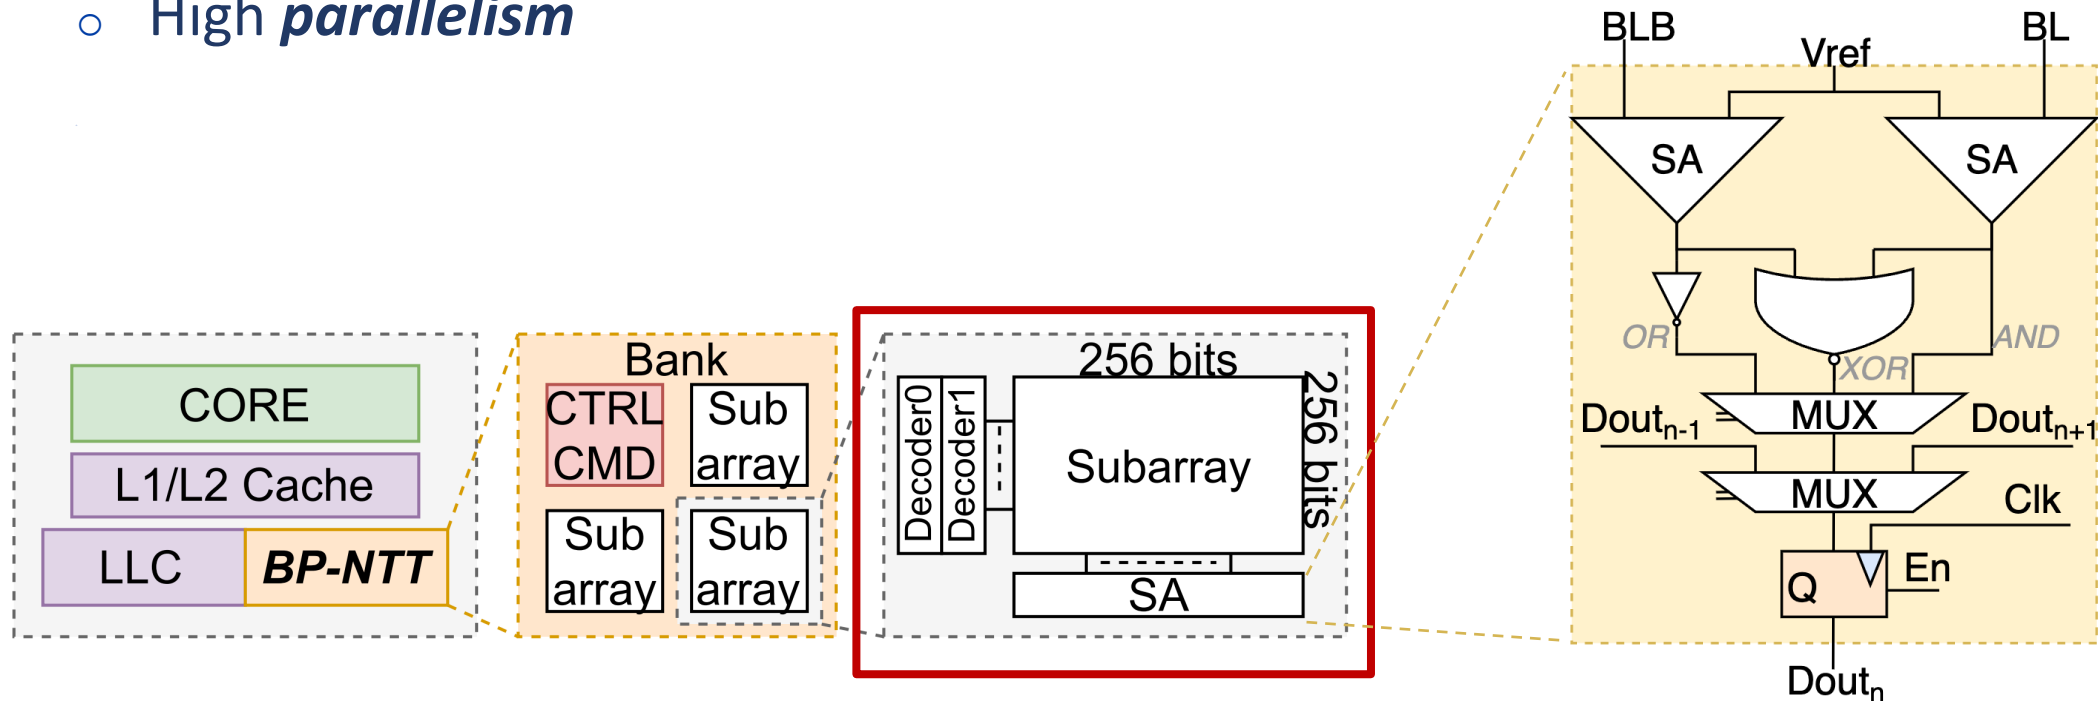 High parallelism
CORE
L1/L2 Cache
LLC
BP-NTT
Bank
CTRL
CMD
Sub
array
Sub
array
Sub
array
256 bits
256 bits
Decoder0
Decoder1
Subarray
SA
BLB
Vref
BL
SA
SA
OR
XOR
AND
MUX
Doutn-1
Doutn+1
MUX
Clk
Q
En
Doutn